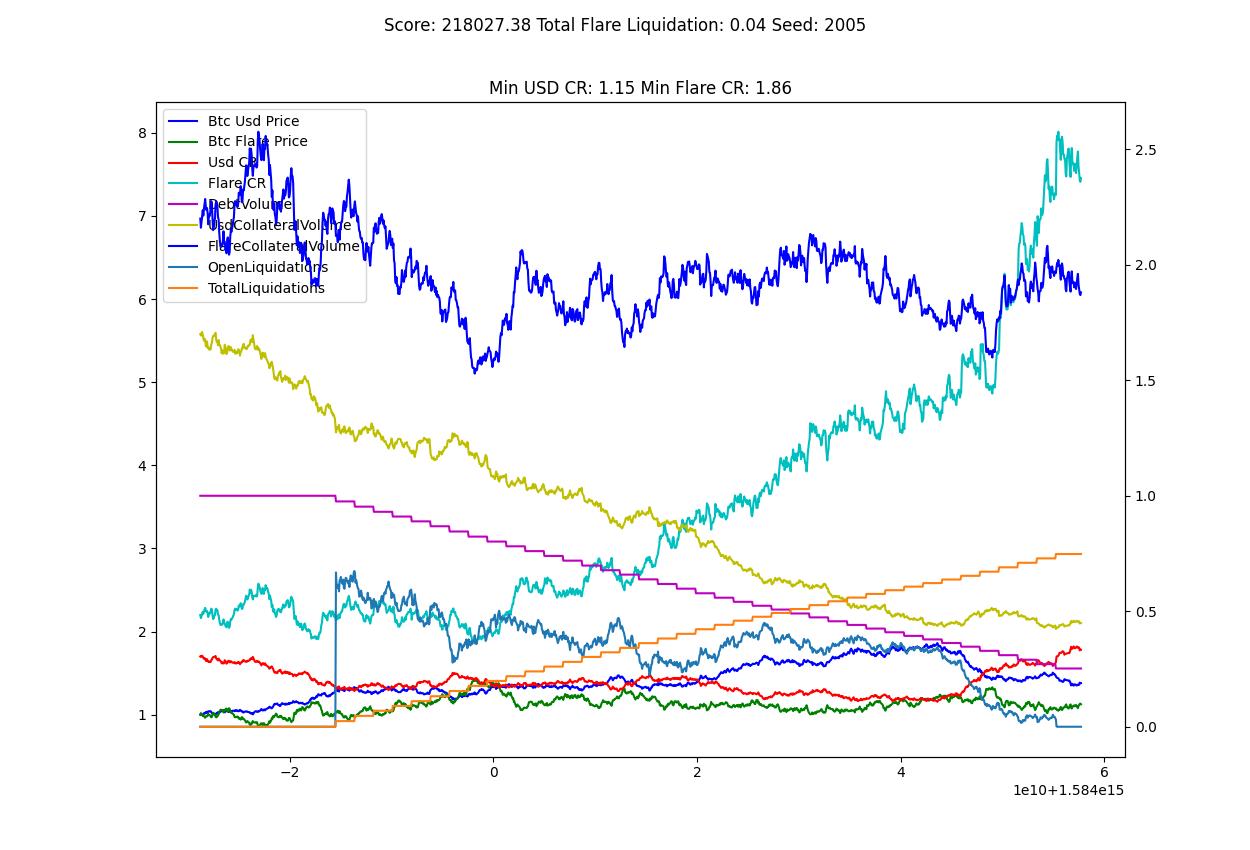 Score: 218027.38 Total Flare Liquidation: 0.04 Seed: 2005
Min USD CR: 1.15 Min Flare CR: 1.86
Btc Usd Price
Btc Flare Price
Usd CR
Flare CR
DebtVolume
UsdCollateralVolume
FlareCollateralVolume
OpenLiquidations
TotalLiquidations
8
7
6
5
4
3
2
1
2.5
2.0
1.5
1.0
0.5
0.0
−2
0
2
4
6
1e10+1.584e15